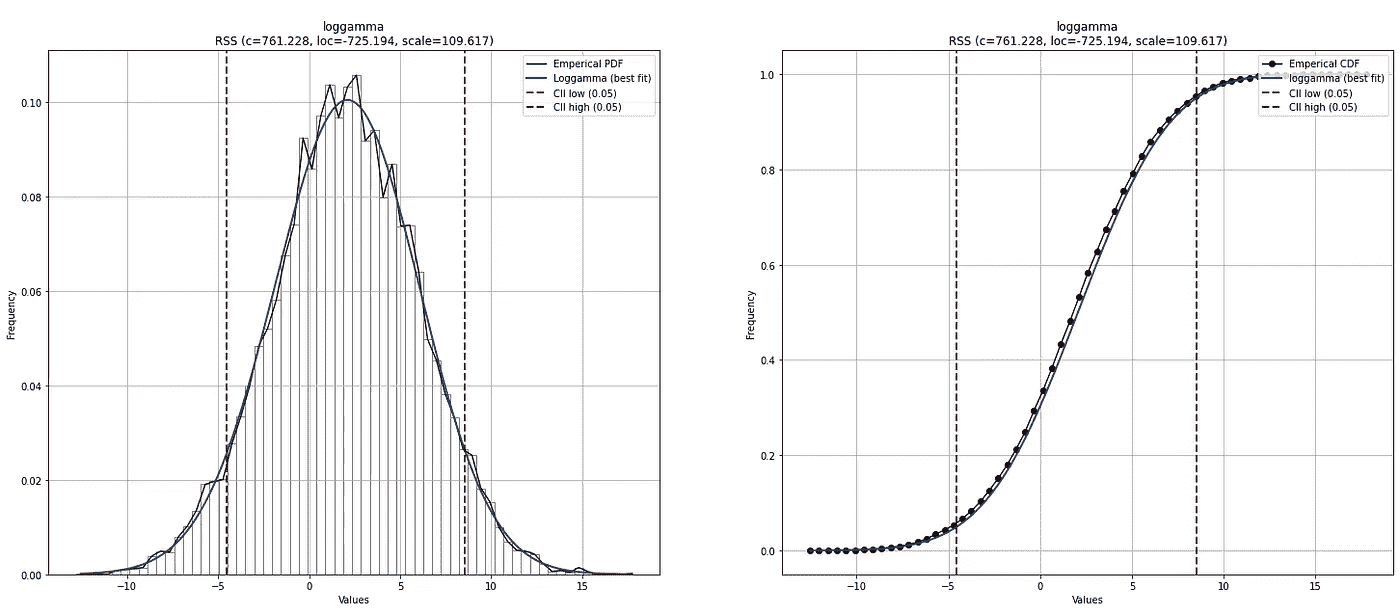 loggamma
RSS (c=761.228, loc=-725.194, scale=109.617)
Emperical PDF
Loggamma (best fit)
CII low (0.05)
CII high (0.05)
0.10
0.08
0.06
0.04
0.02
0.00
Frequency
−10
−5
0
5
10
15
Values
loggamma
RSS (c=761.228, loc=-725.194, scale=109.617)
Emperical CDF
loggamma (best fit)
CII low (0.05)
CII high (0.05)
1.0
0.8
0.6
0.4
0.2
0.0
Frequency
−10
−5
0
5
10
15
Values